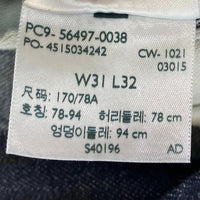 PC9- 56497-0038
PO- 4515034242
CW- 1021
03015
W31 L32
尺码: 170/78A
호칭: 78-94 허리둘레: 78 cm
엉덩이둘레: 94 cm
S40196 AD